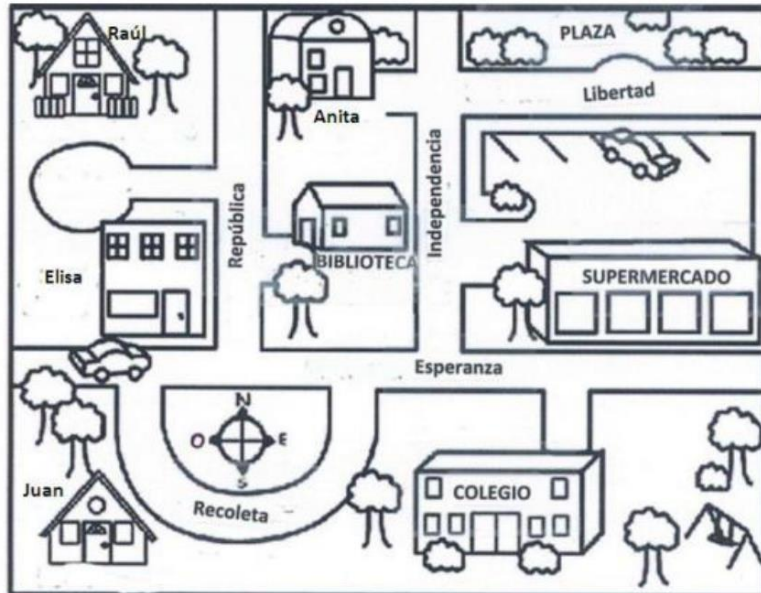 Raúl
PLAZA
Libertad
Anita
República
Independencia
BIBLIOTECA
Elisa
SUPERMERCADO
Esperanza
N
O E
S
Juan
Recoleta
COLEGIO